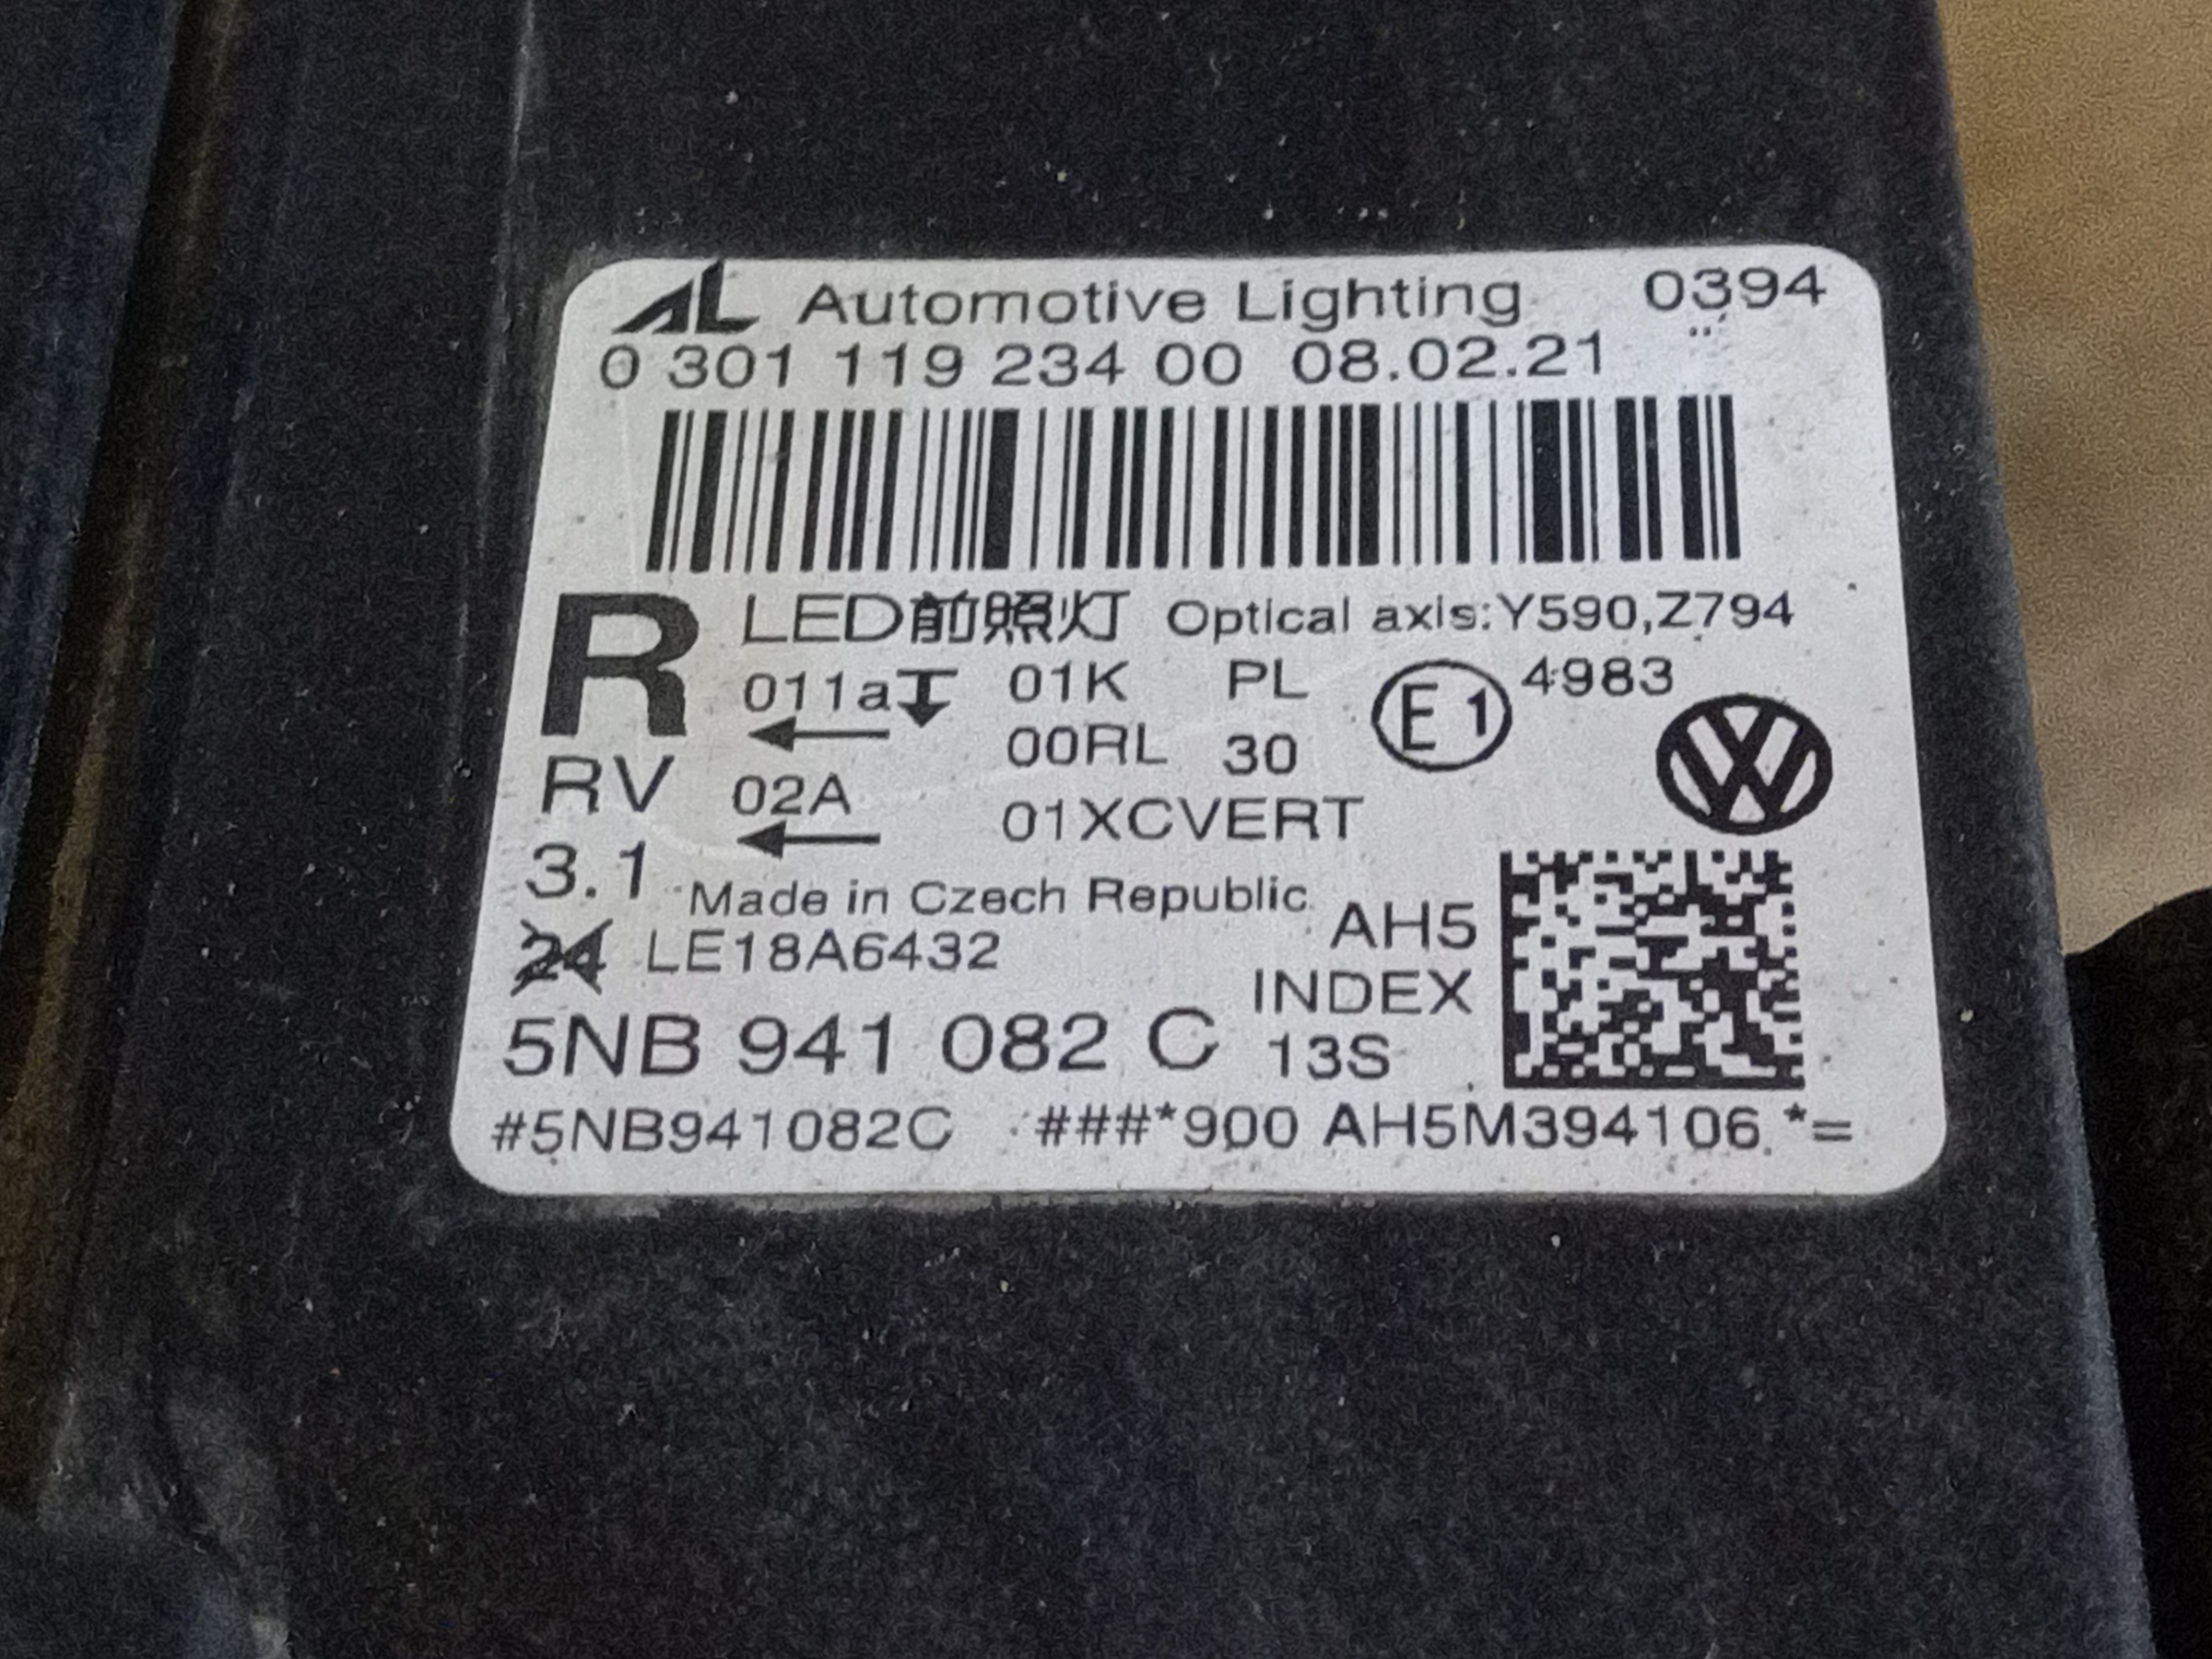 AL Automotive Lighting 0394
0 301 119 234 00 08.02.21
R LED前照灯 Optical axis:Y590,Z794
011a 01K PL E1 4983
00RL 30
RV 02A 01XCVERT
3.1 Made in Czech Republic
24 LE18A6432 AH5
INDEX
5NB 941 082 C 13S
#5NB941082C ###*900 AH5M394106 *=